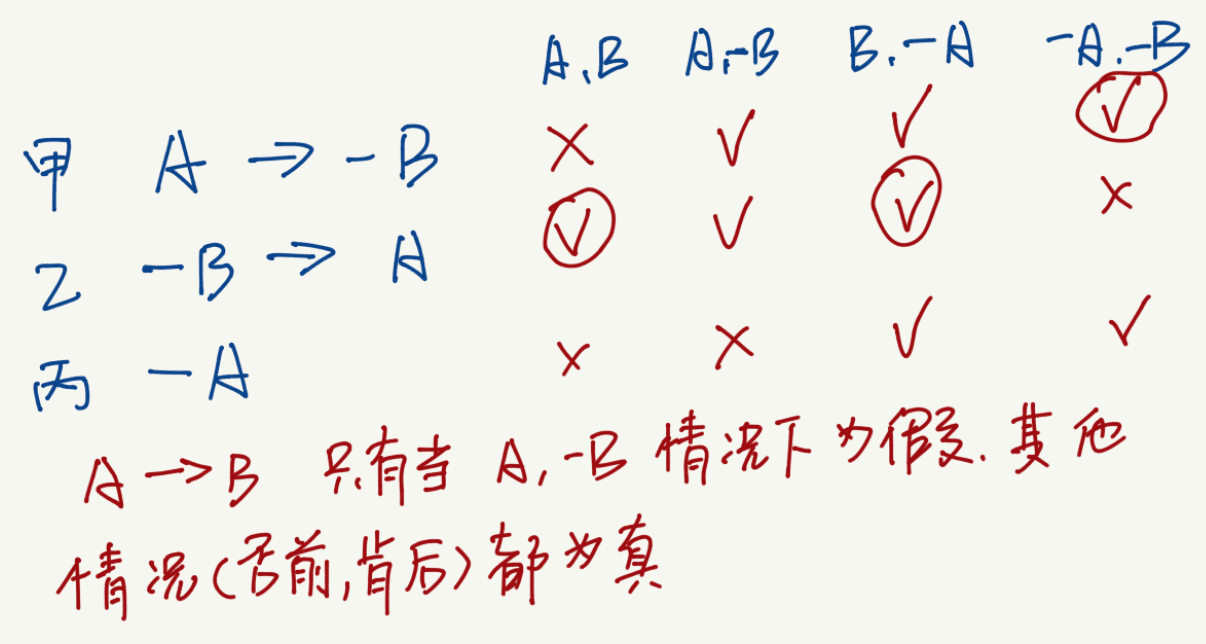 A,B A,-B B,-A -A,-B
甲 A → -B × ✓ ✓ ✓
乙 -B → A ✓ ✓ ✓ ×
丙 -A × × ✓ ✓
A → B 只有当 A,-B 情况下为假,其他
情况(否前,肯后)都为真